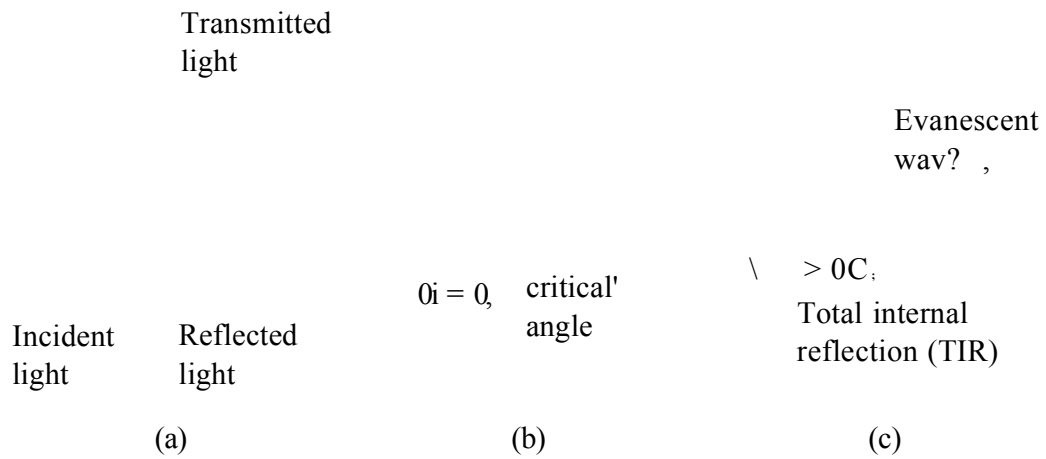 Transmitted
light
Evanescent
wav? ,
\ > 0C;
0i = 0, critical'
angle
Total internal
reflection (TIR)
Incident
light
Reflected
light
(a) (b) (c)